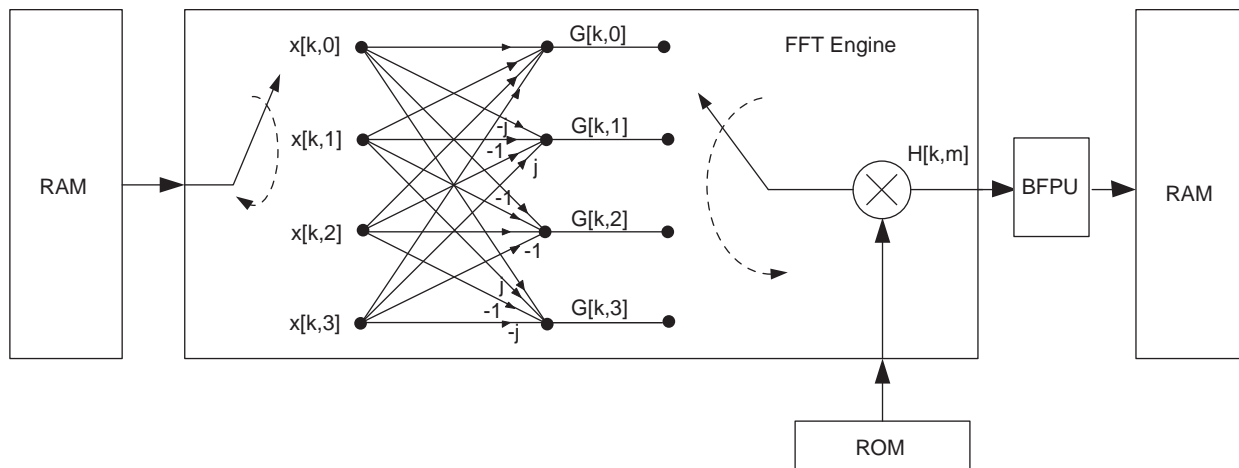 RAM
x[k,0]
x[k,1]
x[k,2]
x[k,3]
-j
-1
j
-1
-1
j
-1
-j
G[k,0]
G[k,1]
G[k,2]
G[k,3]
FFT Engine
H[k,m]
BFPU
RAM
ROM